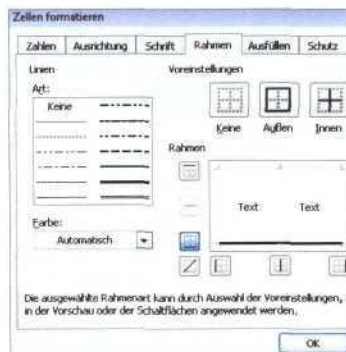 Zellen formatieren
Zahlen Ausrichtung Schrift Rahmen Ausfüllen Schutz
Linien
Art:
Keine
Farbe:
Automatisch
Voreinstellungen
Keine Außen Innen
Rahmen
Text Text
Die ausgewählte Rahmenart kann durch Auswahl der Voreinstellungen,
in der Vorschau oder der Schaltflächen angewendet werden.
OK